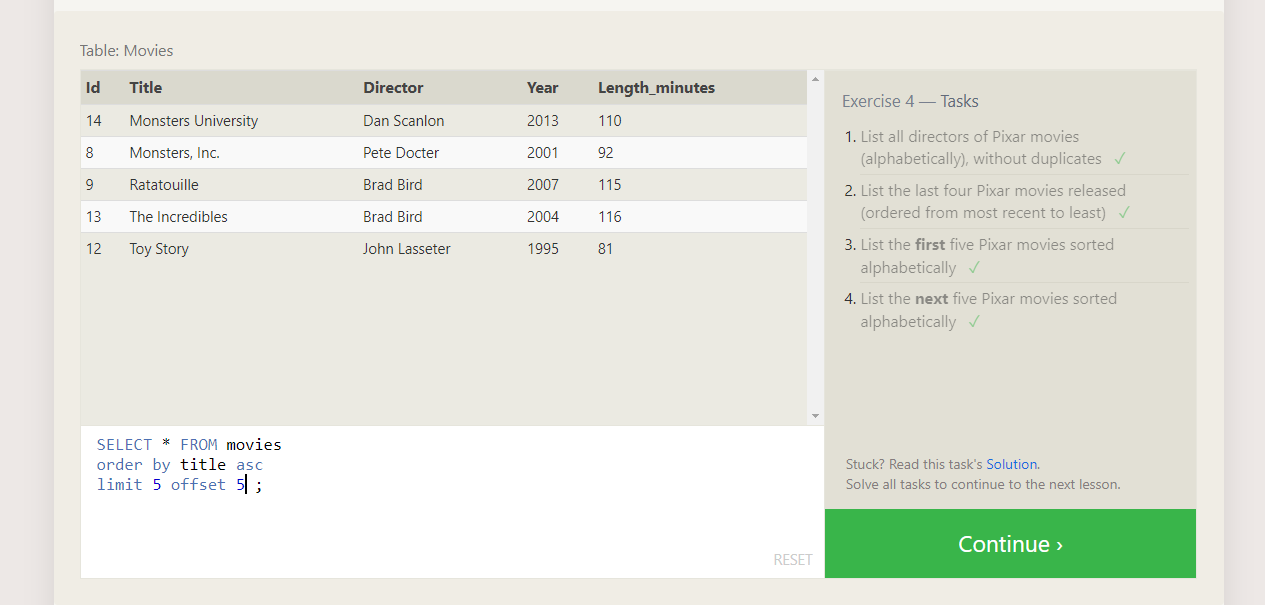 Table: Movies
Id Title Director Year Length_minutes
14 Monsters University Dan Scanlon 2013 110
8 Monsters, Inc. Pete Docter 2001 92
9 Ratatouille Brad Bird 2007 115
13 The Incredibles Brad Bird 2004 116
12 Toy Story John Lasseter 1995 81
SELECT * FROM movies
order by title asc
limit 5 offset 5 ;
RESET
Exercise 4 — Tasks
1. List all directors of Pixar movies
(alphabetically), without duplicates ✓
2. List the last four Pixar movies released
(ordered from most recent to least) ✓
3. List the first five Pixar movies sorted
alphabetically ✓
4. List the next five Pixar movies sorted
alphabetically ✓
Stuck? Read this task's Solution.
Solve all tasks to continue to the next lesson.
Continue ›